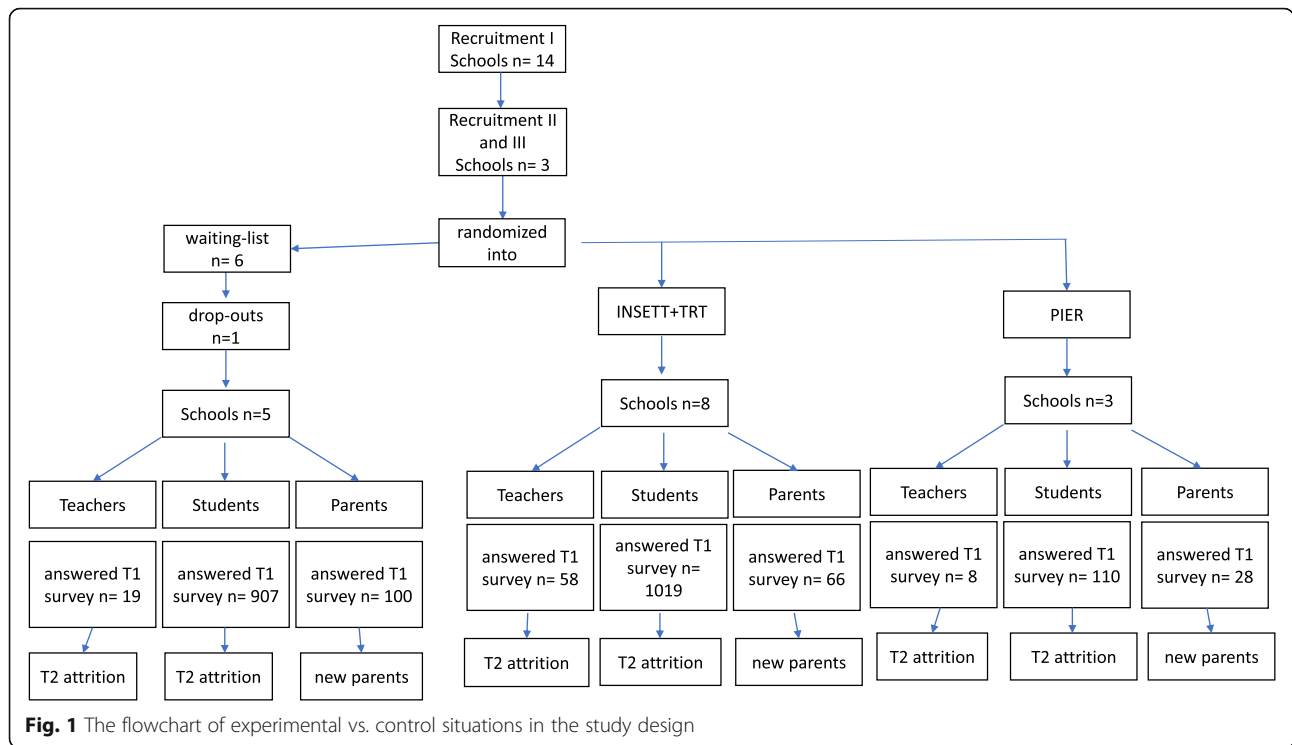 Recruitment I
Schools n= 14
Recruitment II
and III
Schools n= 3
randomized
into
waiting-list
n= 6
drop-outs
n=1
Schools n=5
Teachers
Students
Parents
answered T1
survey n= 19
answered T1
survey n= 907
answered T1
survey n= 100
T2 attrition
T2 attrition
new parents
INSETT+TRT
Schools n=8
Teachers
Students
Parents
answered T1
survey n= 58
answered T1
survey n=
1019
answered T1
survey n= 66
T2 attrition
T2 attrition
new parents
PIER
Schools n=3
Teachers
Students
Parents
answered T1
survey n= 8
answered T1
survey n= 110
answered T1
survey n= 28
T2 attrition
T2 attrition
new parents
Fig. 1 The flowchart of experimental vs. control situations in the study design